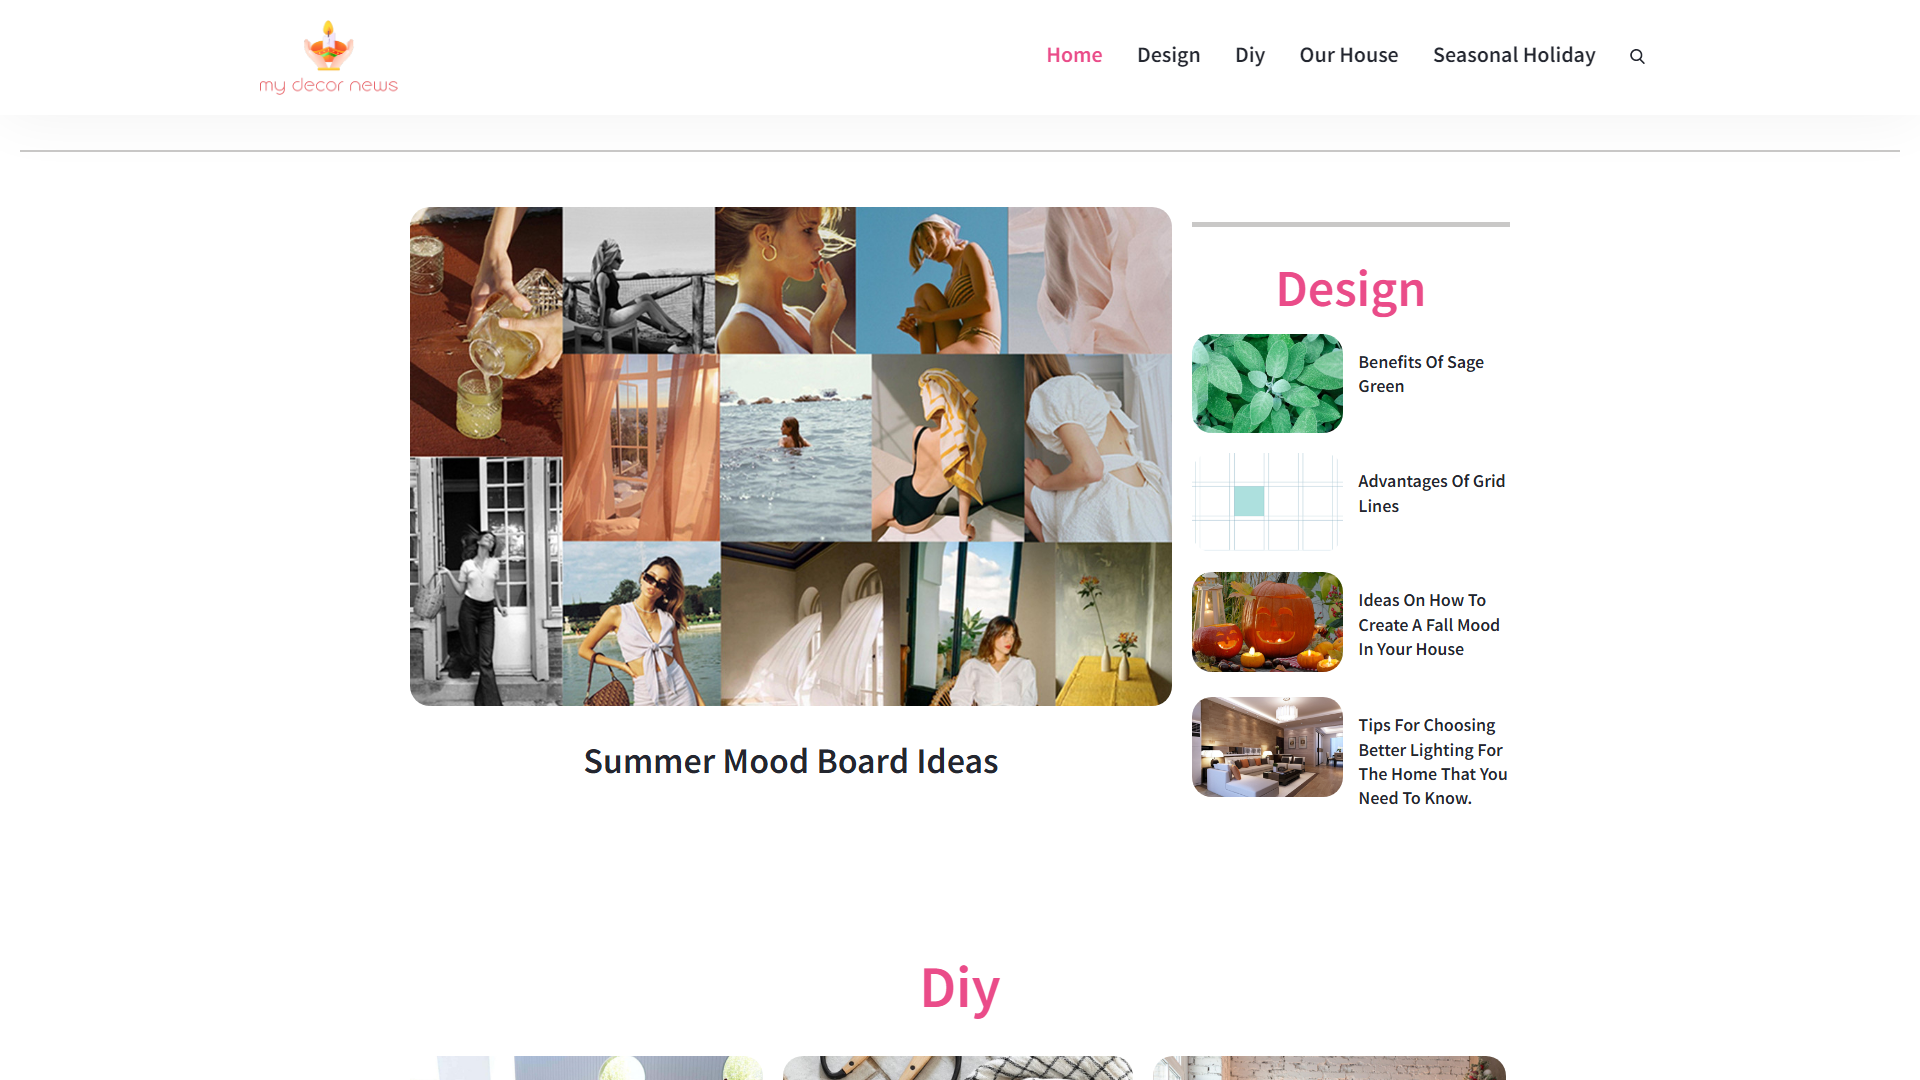 my decor news
Home Design Diy Our House Seasonal Holiday
Design
Benefits Of Sage
Green
Advantages Of Grid
Lines
Ideas On How To
Create A Fall Mood
In Your House
Tips For Choosing
Better Lighting For
The Home That You
Need To Know.
Summer Mood Board Ideas
Diy